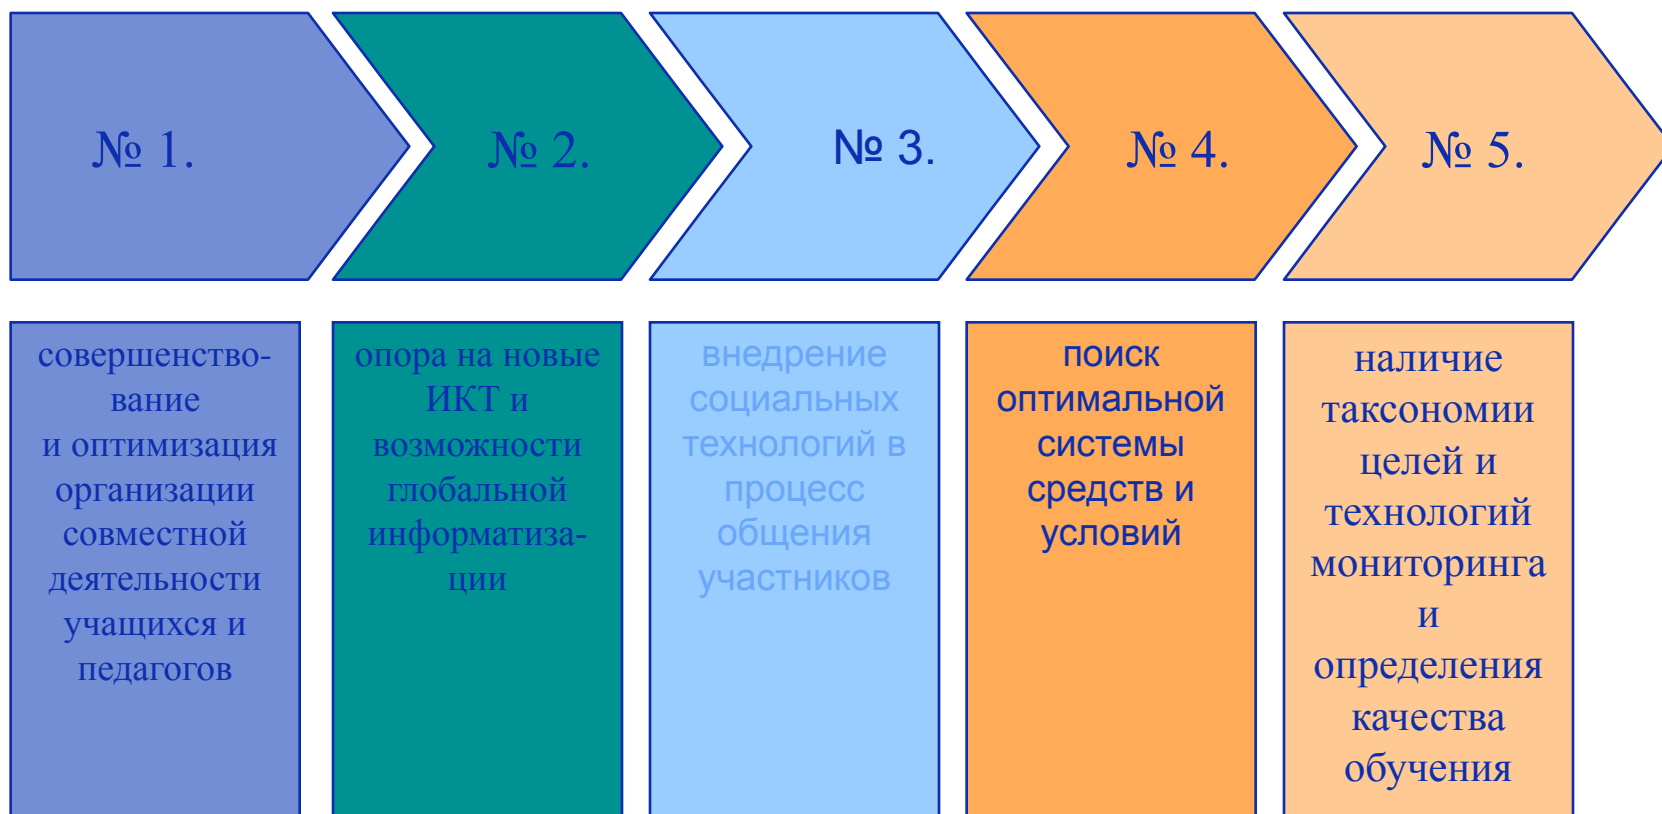 № 1.
№ 2.
№ 3.
№ 4.
№ 5.
совершенство-
вание
и оптимизация
организации
совместной
деятельности
учащихся и
педагогов
опора на новые
ИКТ и
возможности
глобальной
информатиза-
ции
внедрение
социальных
технологий в
процесс
общения
участников
поиск
оптимальной
системы
средств и
условий
наличие
таксономии
целей и
технологий
мониторинга
и
определения
качества
обучения